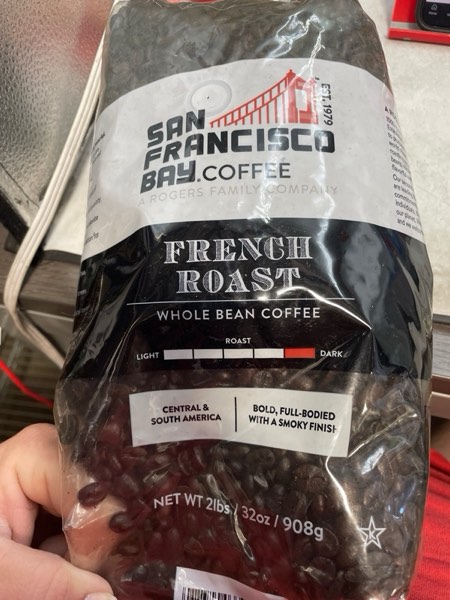 EST. 1979
SAN
FRANCISCO
BAY.COFFEE
A ROGERS FAMILY COMPANY
FRENCH
ROAST
WHOLE BEAN COFFEE
ROAST
LIGHT DARK
CENTRAL &
SOUTH AMERICA
BOLD, FULL-BODIED
WITH A SMOKY FINISH
NET WT 2lbs / 32oz / 908g
K